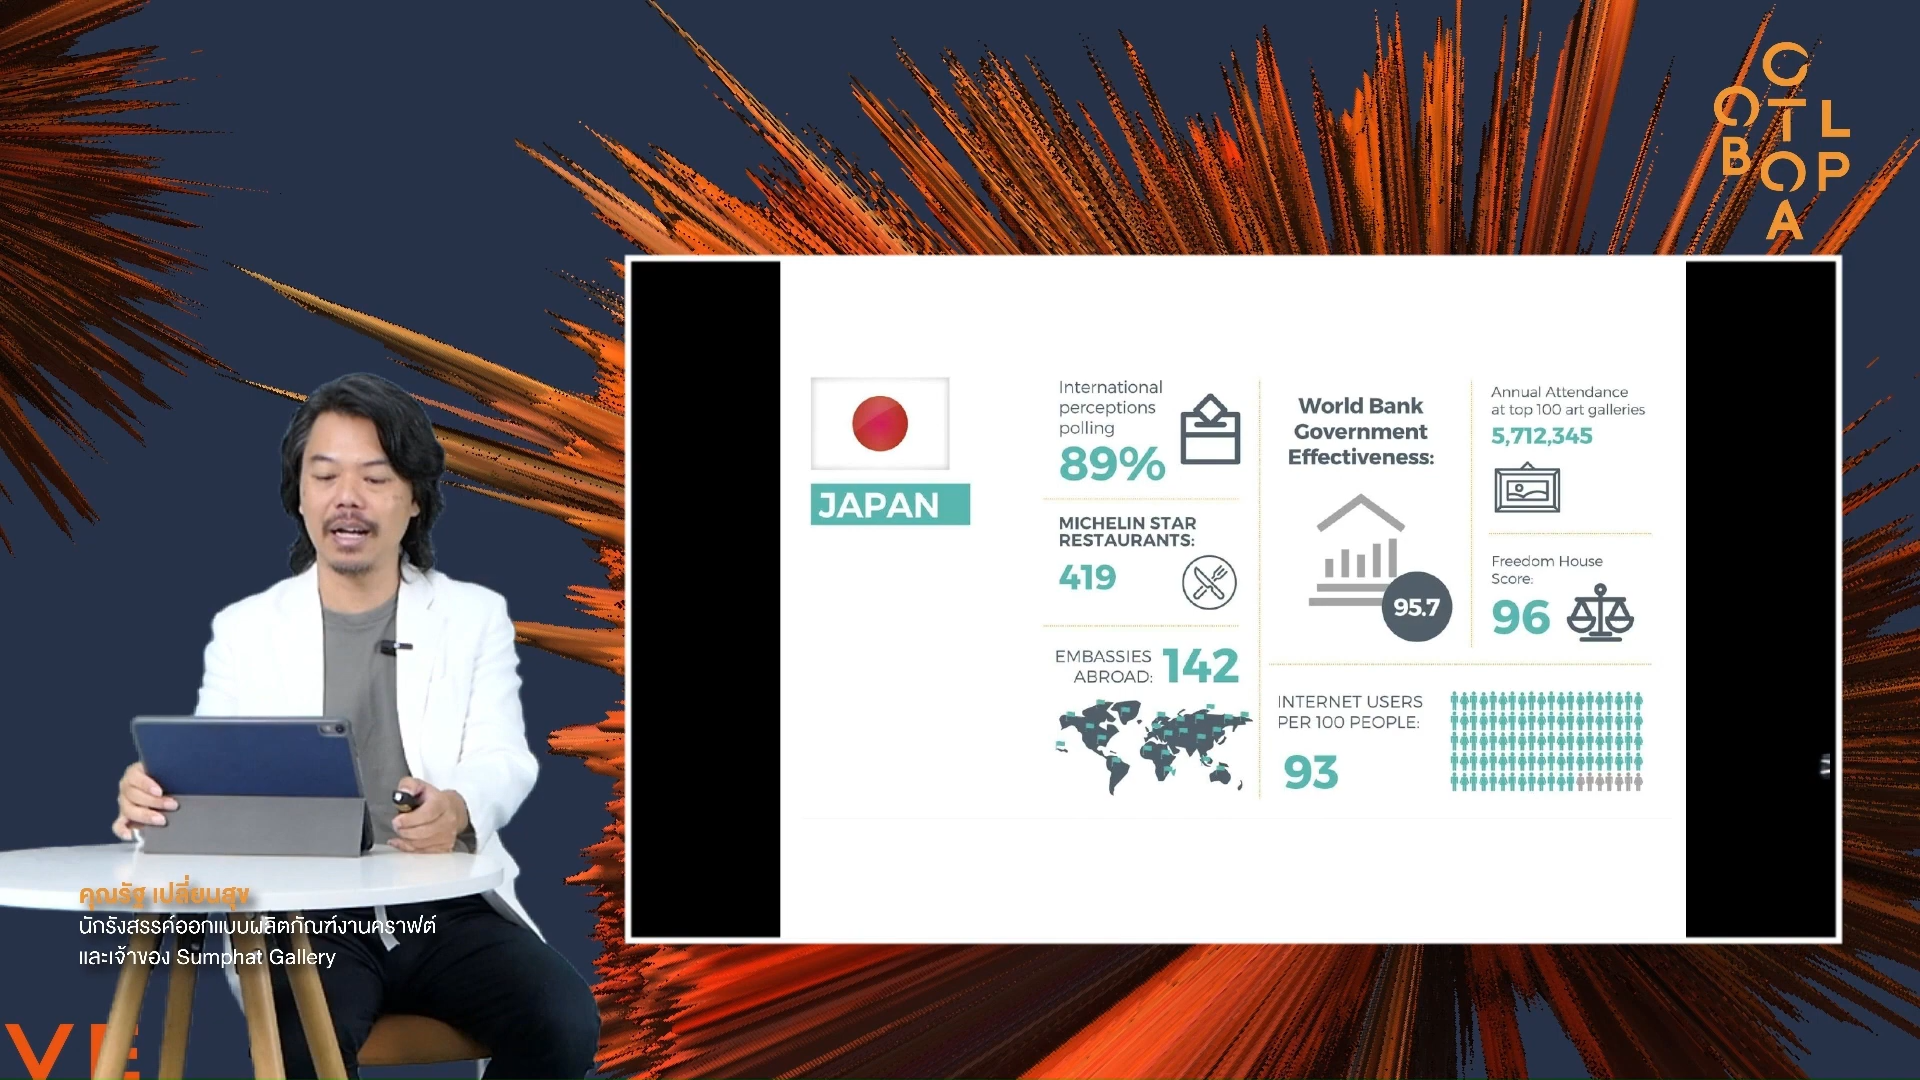 C
O T L
B O P
A
JAPAN
International
perceptions
polling
89%
MICHELIN STAR
RESTAURANTS:
419
EMBASSIES
ABROAD:
142
World Bank
Government
Effectiveness:
95.7
Annual Attendance
at top 100 art galleries
5,712,345
Freedom House
Score:
96
INTERNET USERS
PER 100 PEOPLE:
93
คุณรัฐ เปลี่ยนสุข
นักรังสรรค์ออกแบบผลิตภัณฑ์งานคราฟต์
และเจ้าของ Sumphat Gallery
VE